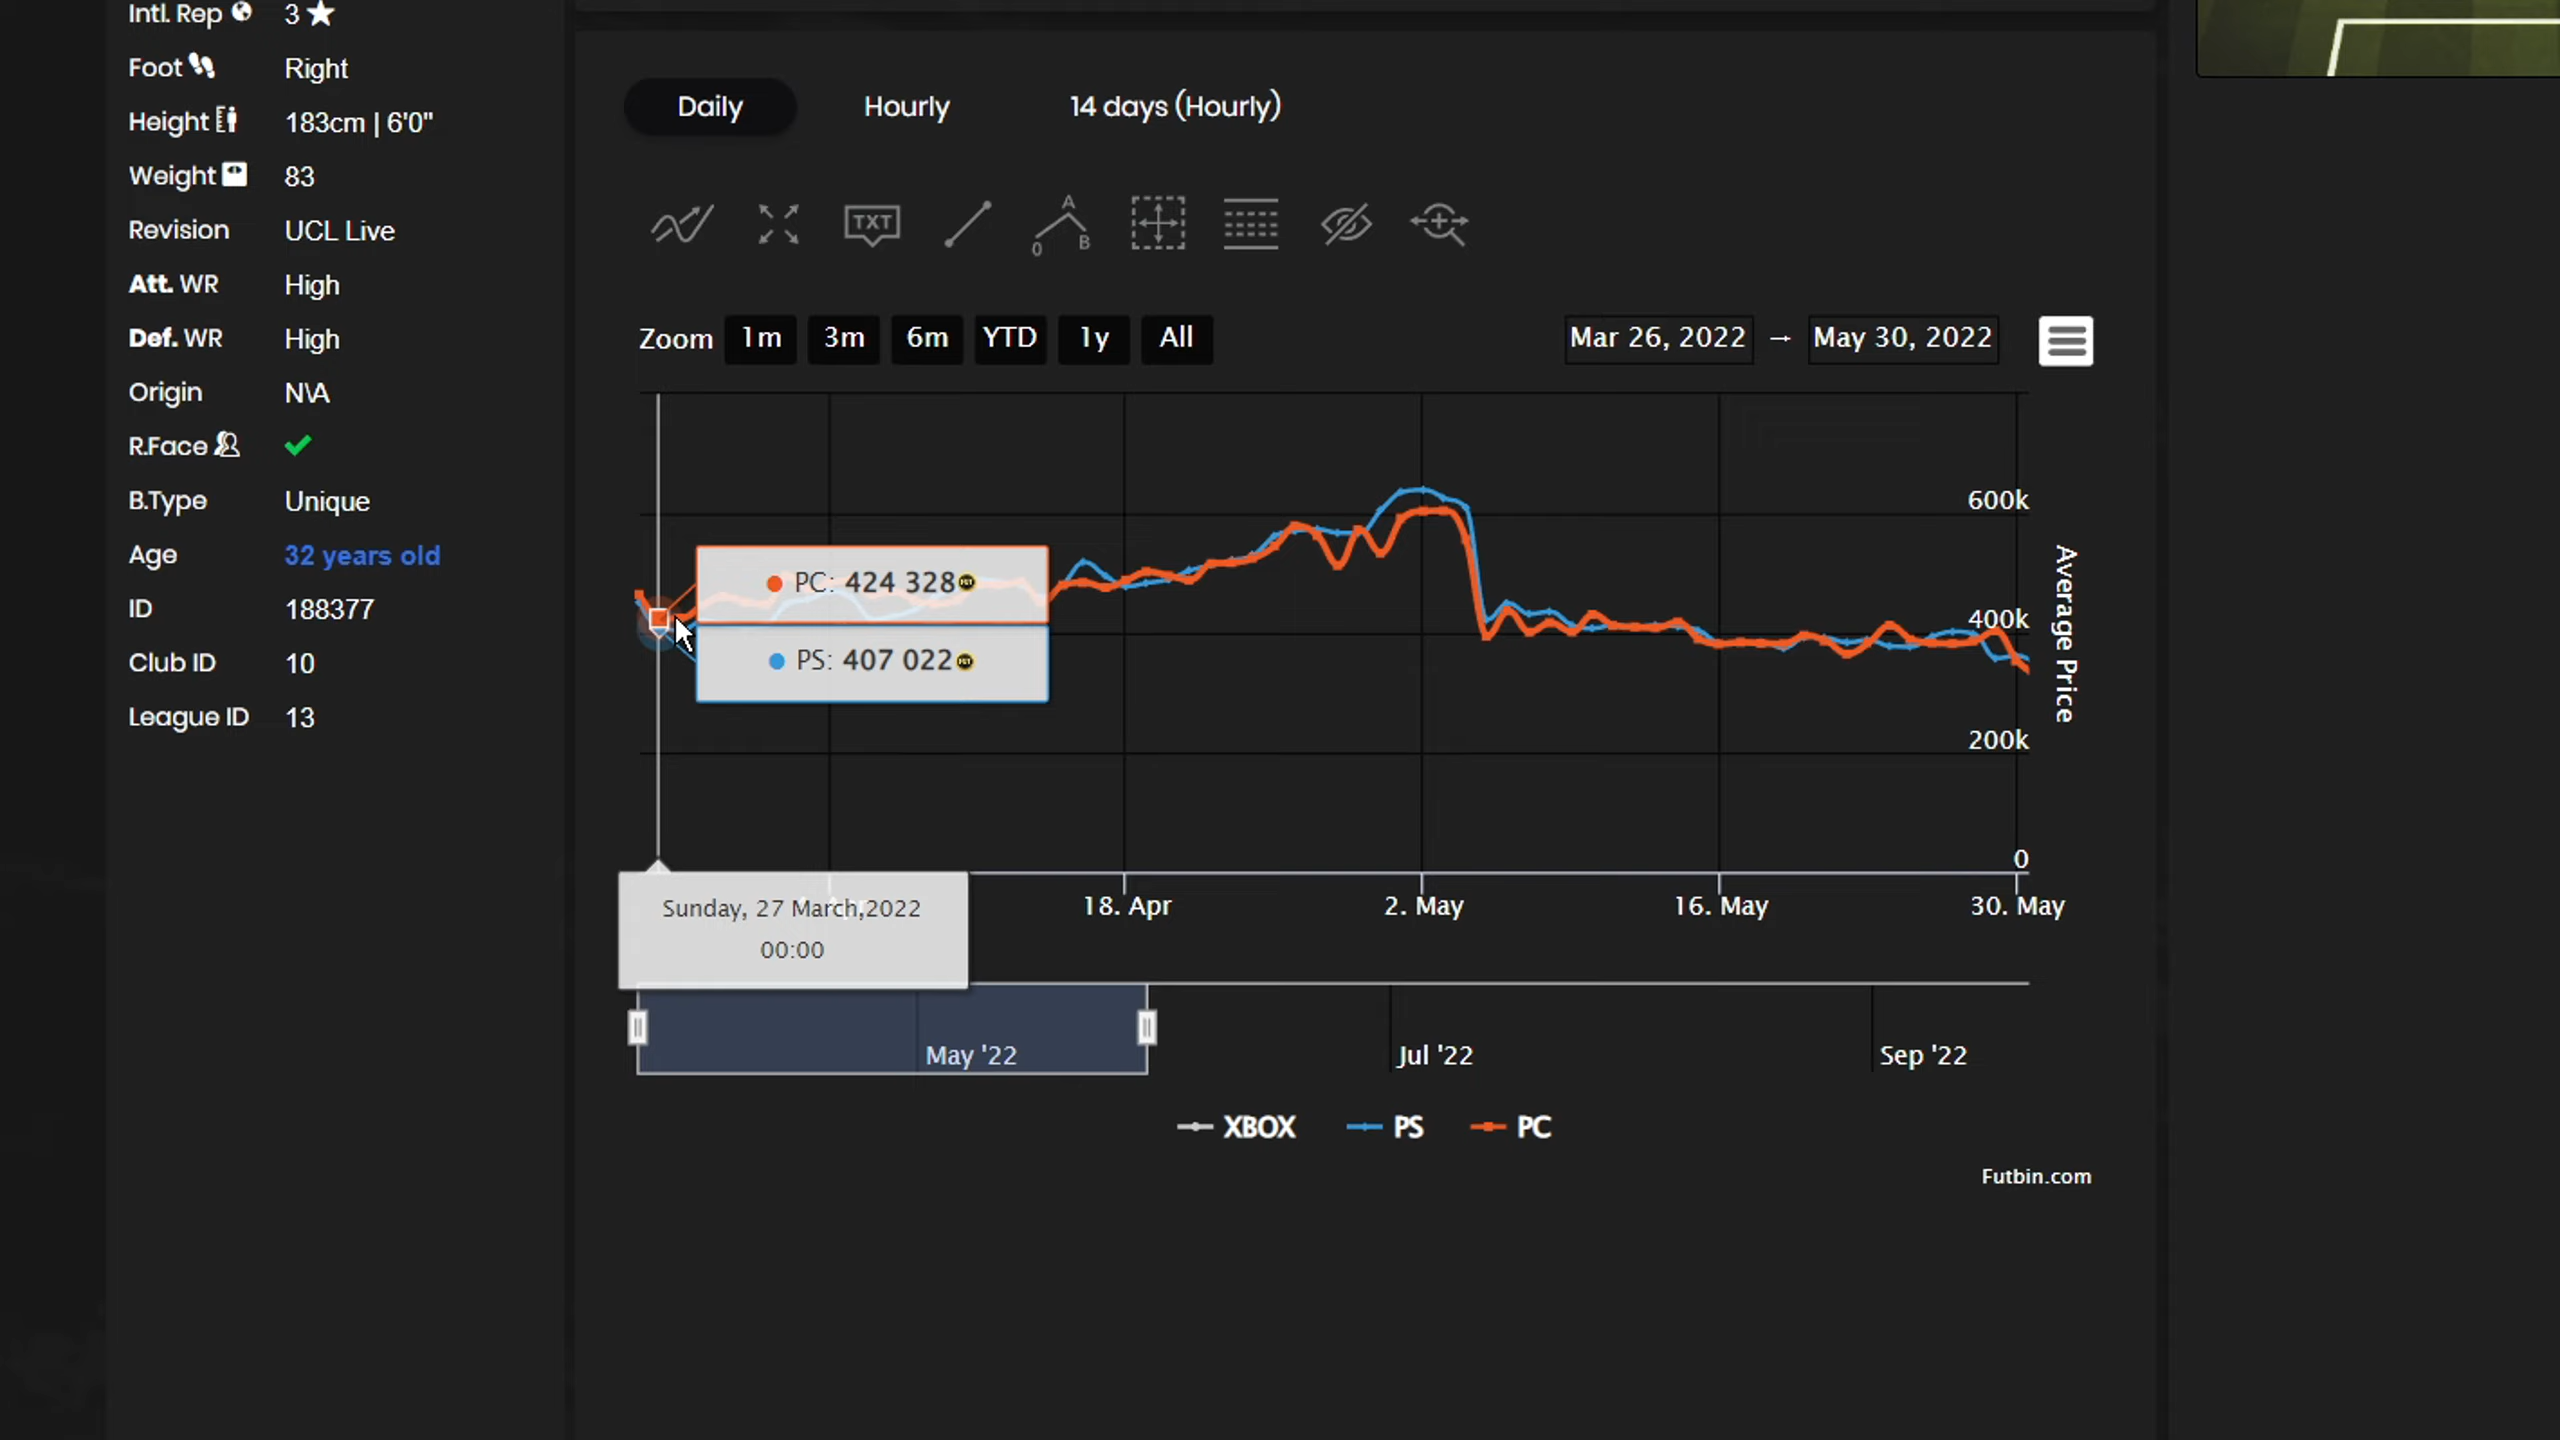 Intl. Rep 3
Foot Right
Height 183cm | 6'0"
Weight 83
Revision UCL Live
Att. WR High
Def. WR High
Origin N\A
R.Face
B.Type Unique
Age 32 years old
ID 188377
Club ID 10
League ID 13
Daily Hourly 14 days (Hourly)
TXT
A
0 B
Zoom 1m 3m 6m YTD 1y All Mar 26, 2022 → May 30, 2022
600k
400k
200k
0
Average Price
PC: 424 328
PS: 407 022
18. Apr 2. May 16. May 30. May
Sunday, 27 March,2022
00:00
May '22 Jul '22 Sep '22
XBOX PS PC
Futbin.com